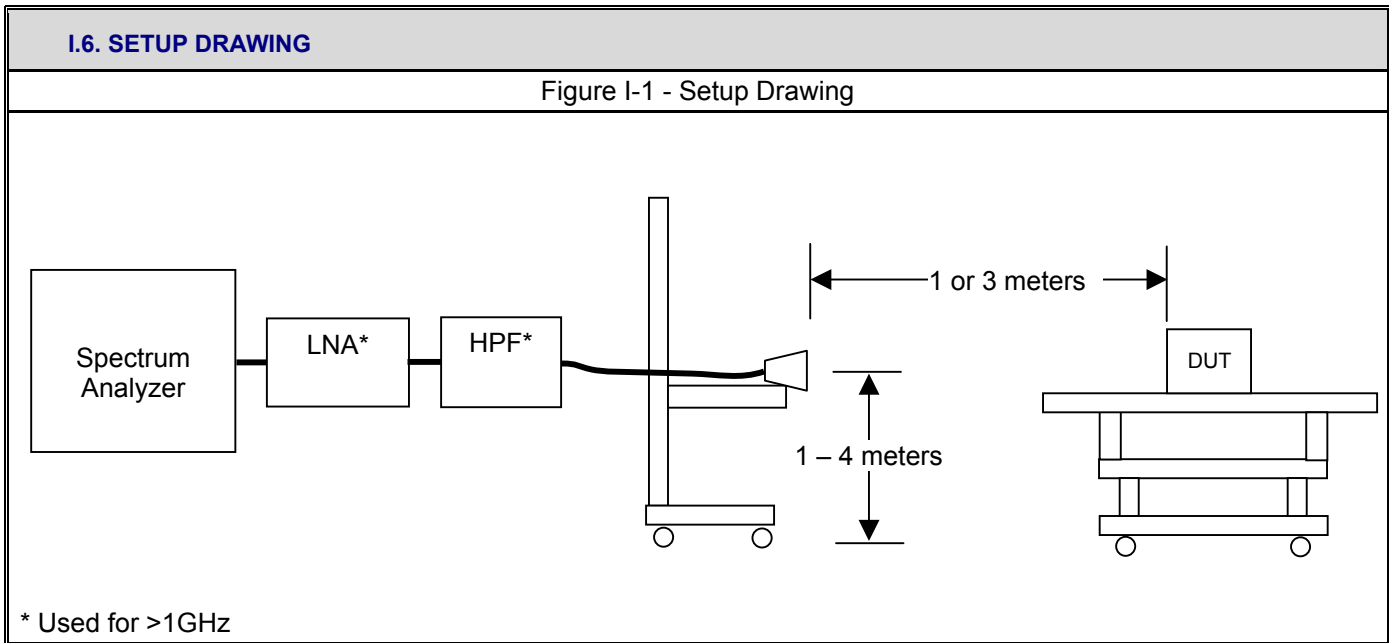 I.6. SETUP DRAWING
Figure I-1 - Setup Drawing
Spectrum
Analyzer
LNA*
HPF*
1 or 3 meters
1 – 4 meters
DUT
* Used for >1GHz